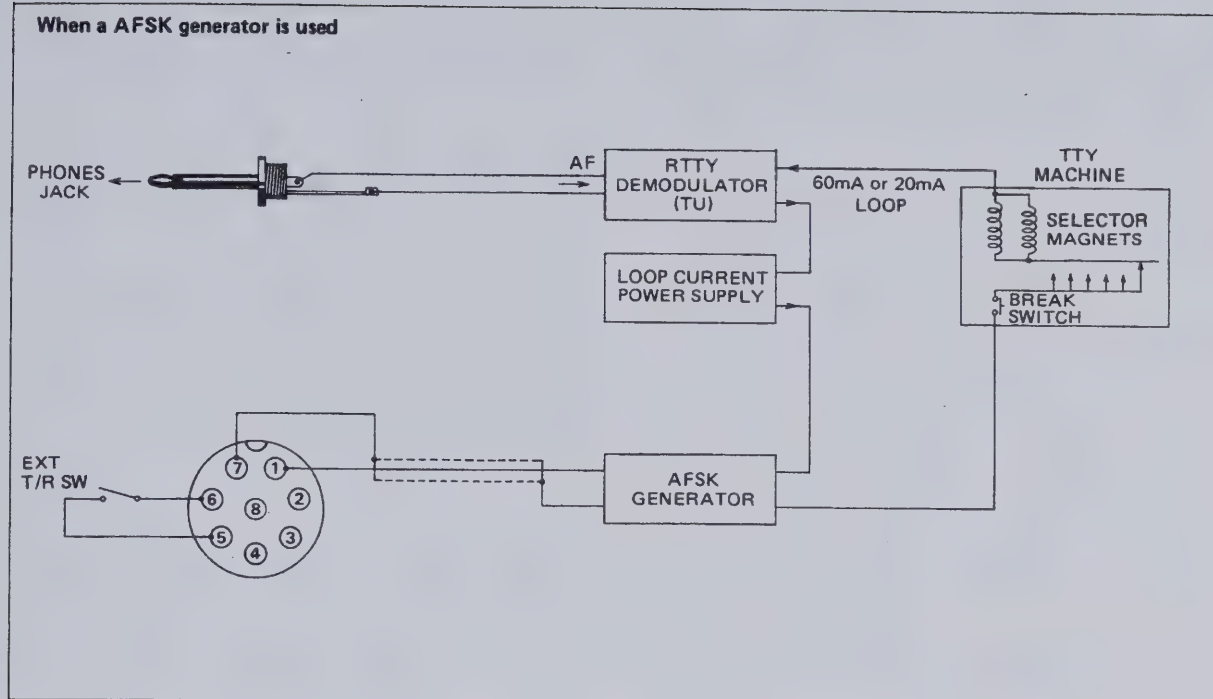 When a AFSK generator is used
PHONES
JACK
AF
RTTY
DEMODULATOR
(TU)
60mA or 20mA
LOOP
TTY
MACHINE
SELECTOR
MAGNETS
BREAK
SWITCH
LOOP CURRENT
POWER SUPPLY
EXT
T/R SW
7
1
6
8
2
5
4
3
AFSK
GENERATOR